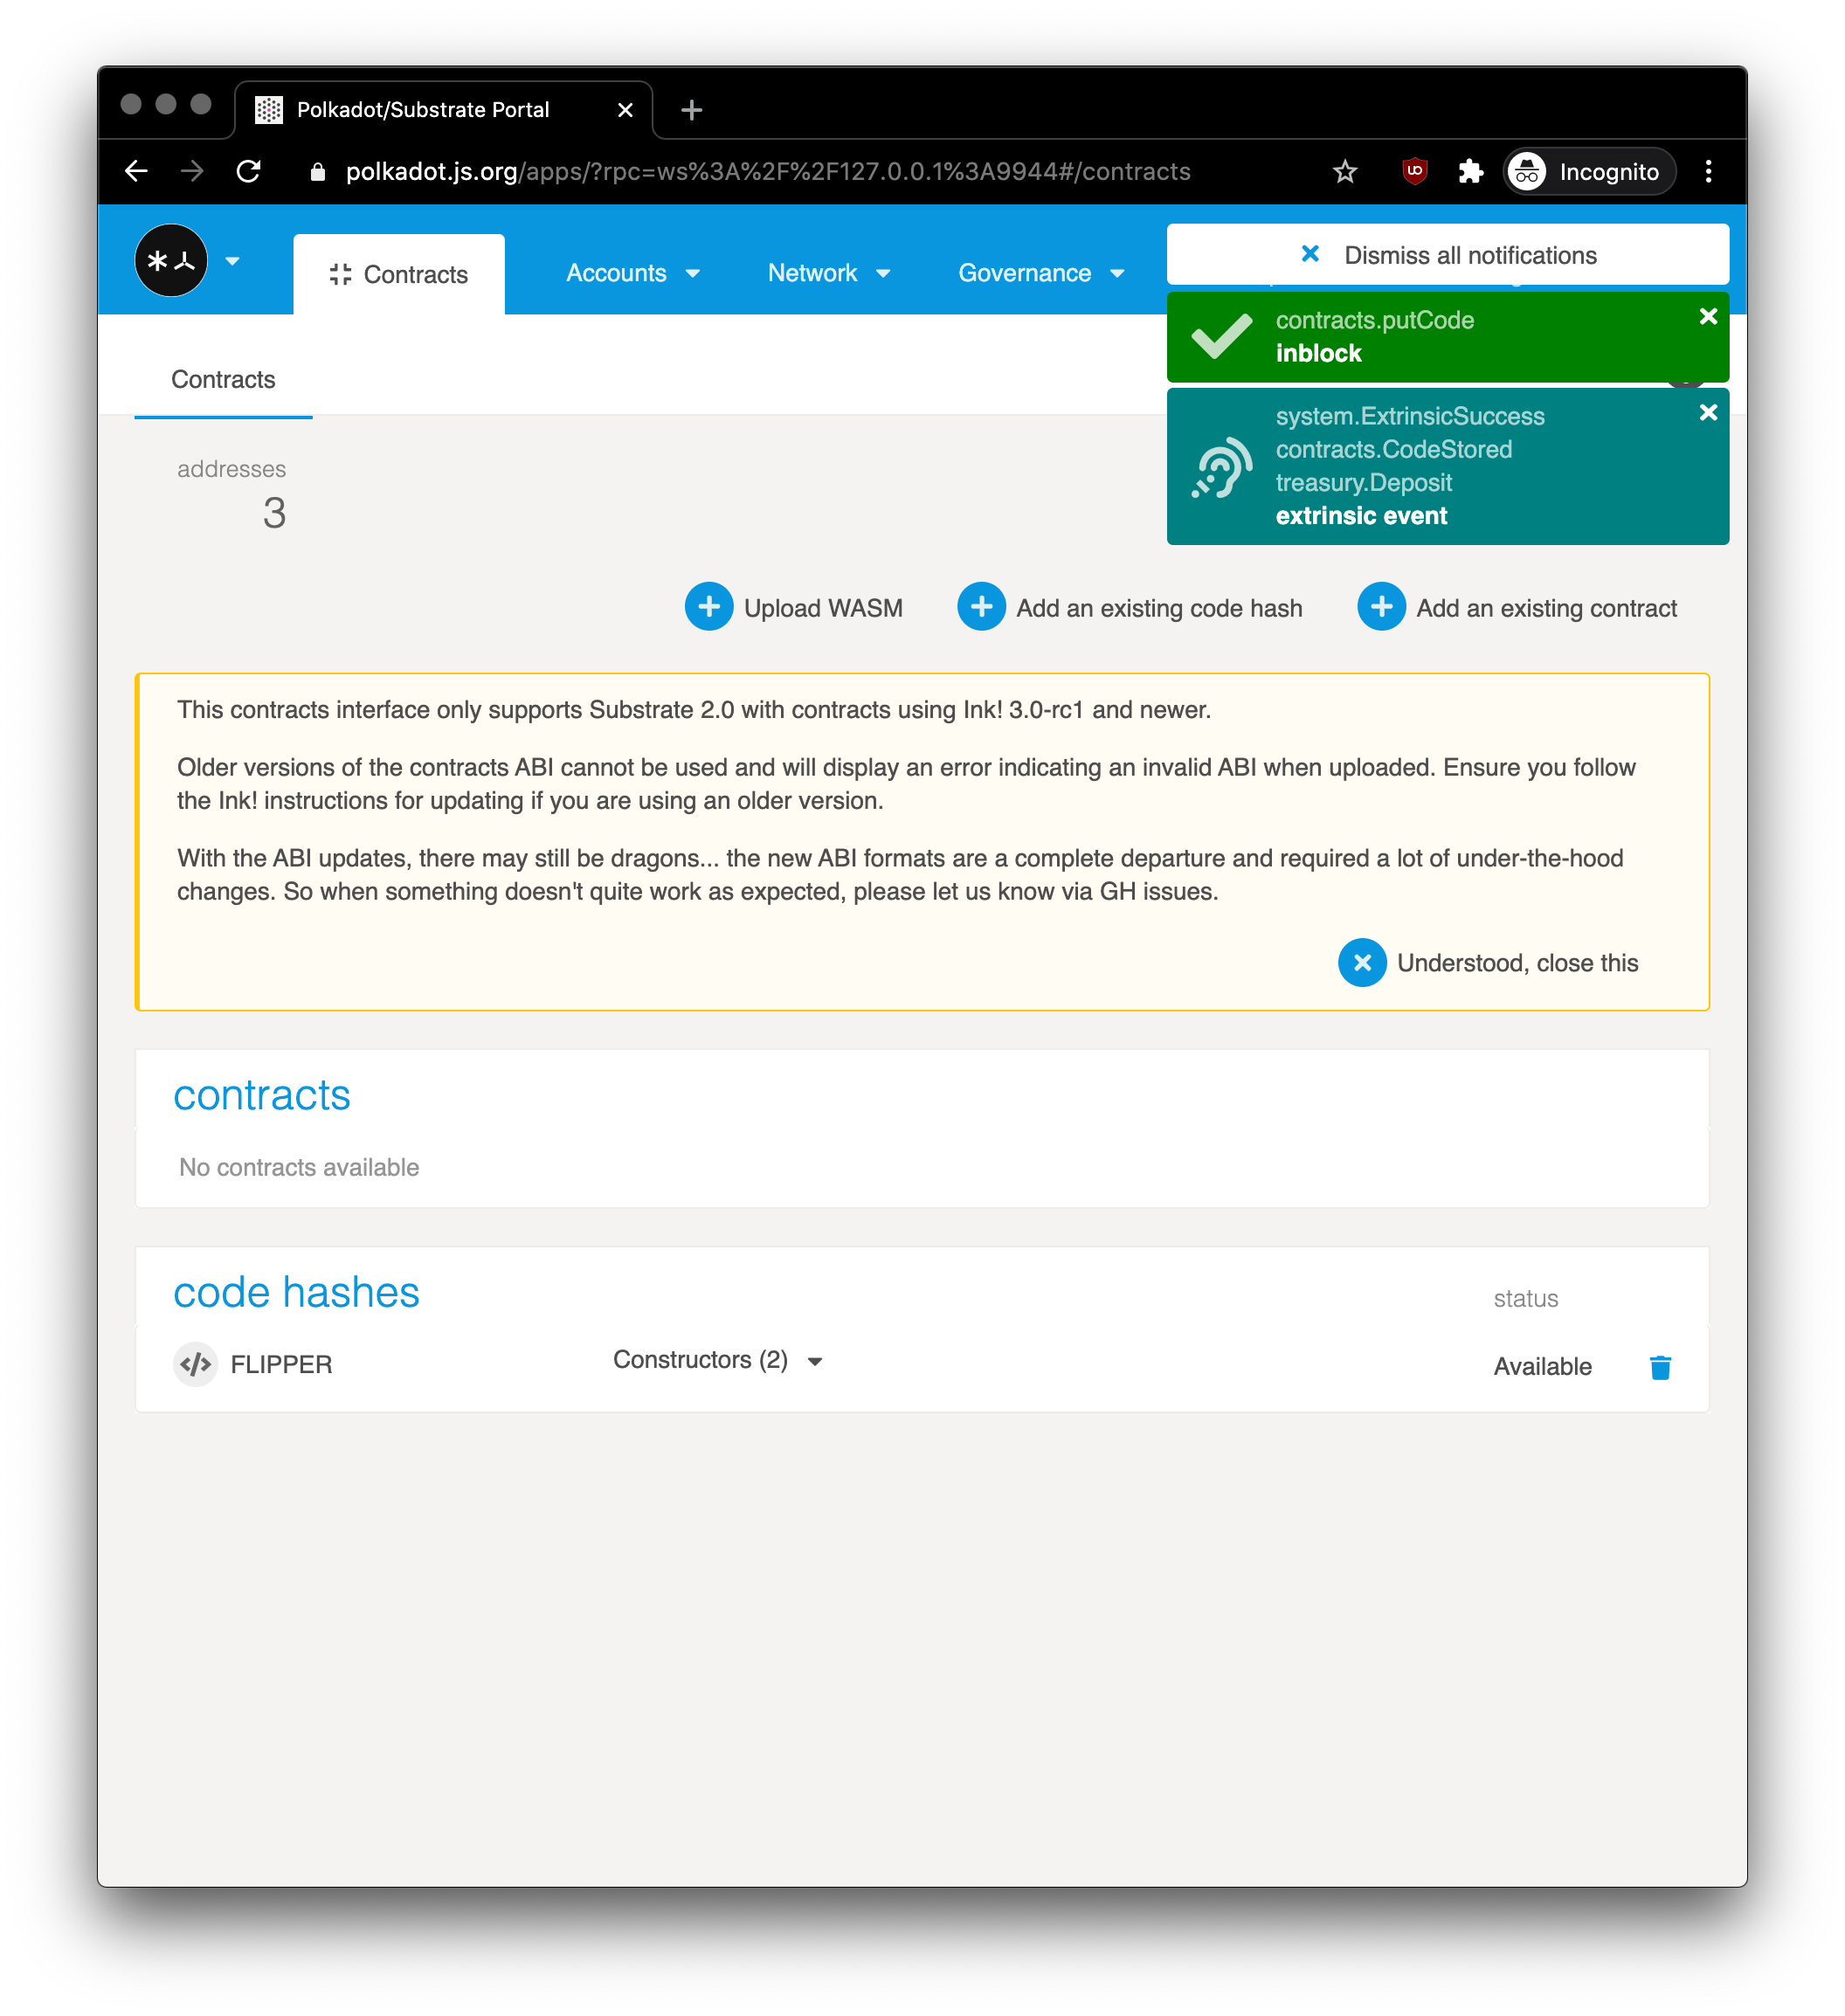 Polkadot/Substrate Portal
polkadot.js.org/apps/?rpc=ws%3A%2F%2F127.0.0.1%3A9944#/contracts
Incognito
Contracts
Accounts
Network
Governance
Dismiss all notifications
contracts.putCode
inblock
system.ExtrinsicSuccess
contracts.CodeStored
treasury.Deposit
extrinsic event
Contracts
addresses
3
Upload WASM
Add an existing code hash
Add an existing contract
This contracts interface only supports Substrate 2.0 with contracts using Ink! 3.0-rc1 and newer.
Older versions of the contracts ABI cannot be used and will display an error indicating an invalid ABI when uploaded. Ensure you follow
the Ink! instructions for updating if you are using an older version.
With the ABI updates, there may still be dragons... the new ABI formats are a complete departure and required a lot of under-the-hood
changes. So when something doesn't quite work as expected, please let us know via GH issues.
Understood, close this
contracts
No contracts available
code hashes
status
FLIPPER
Constructors (2)
Available